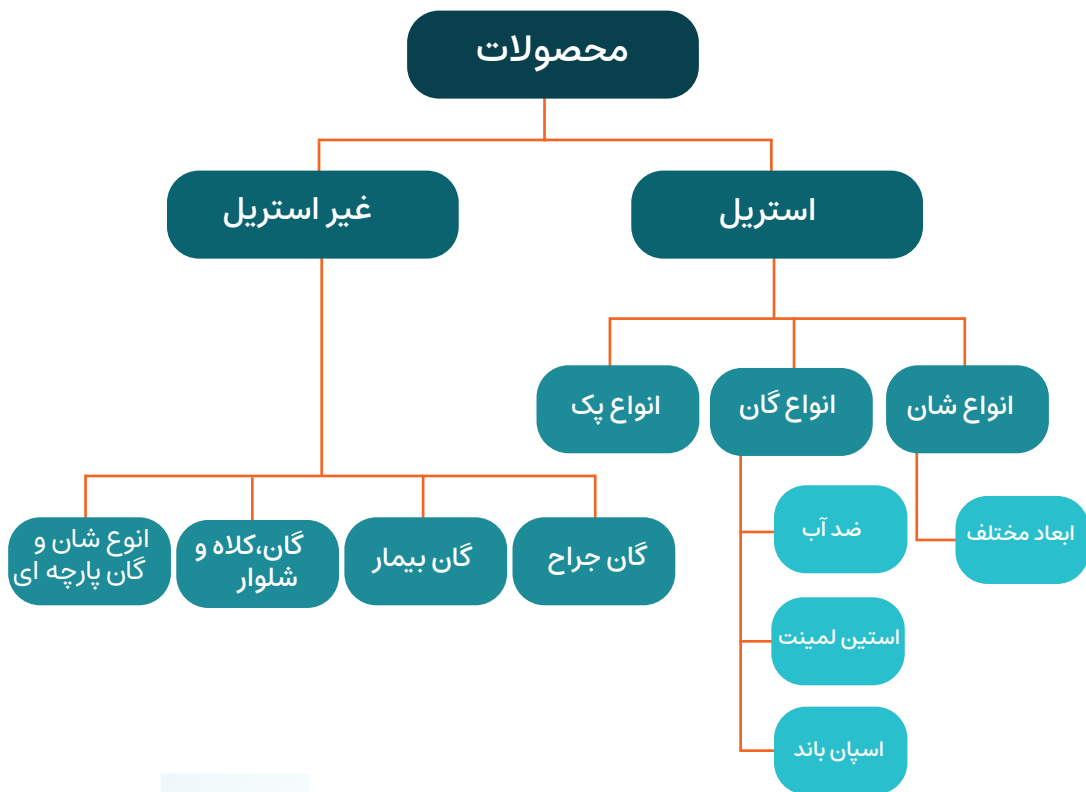 محصولات
استریل
غیر استریل
انواع شان
انواع گان
انواع پک
ابعاد مختلف
ضد آب
استین لمینت
اسپان باند
گان جراح
گان بیمار
گان،کلاه و
شلوار
انوع شان و
گان پارچه ای